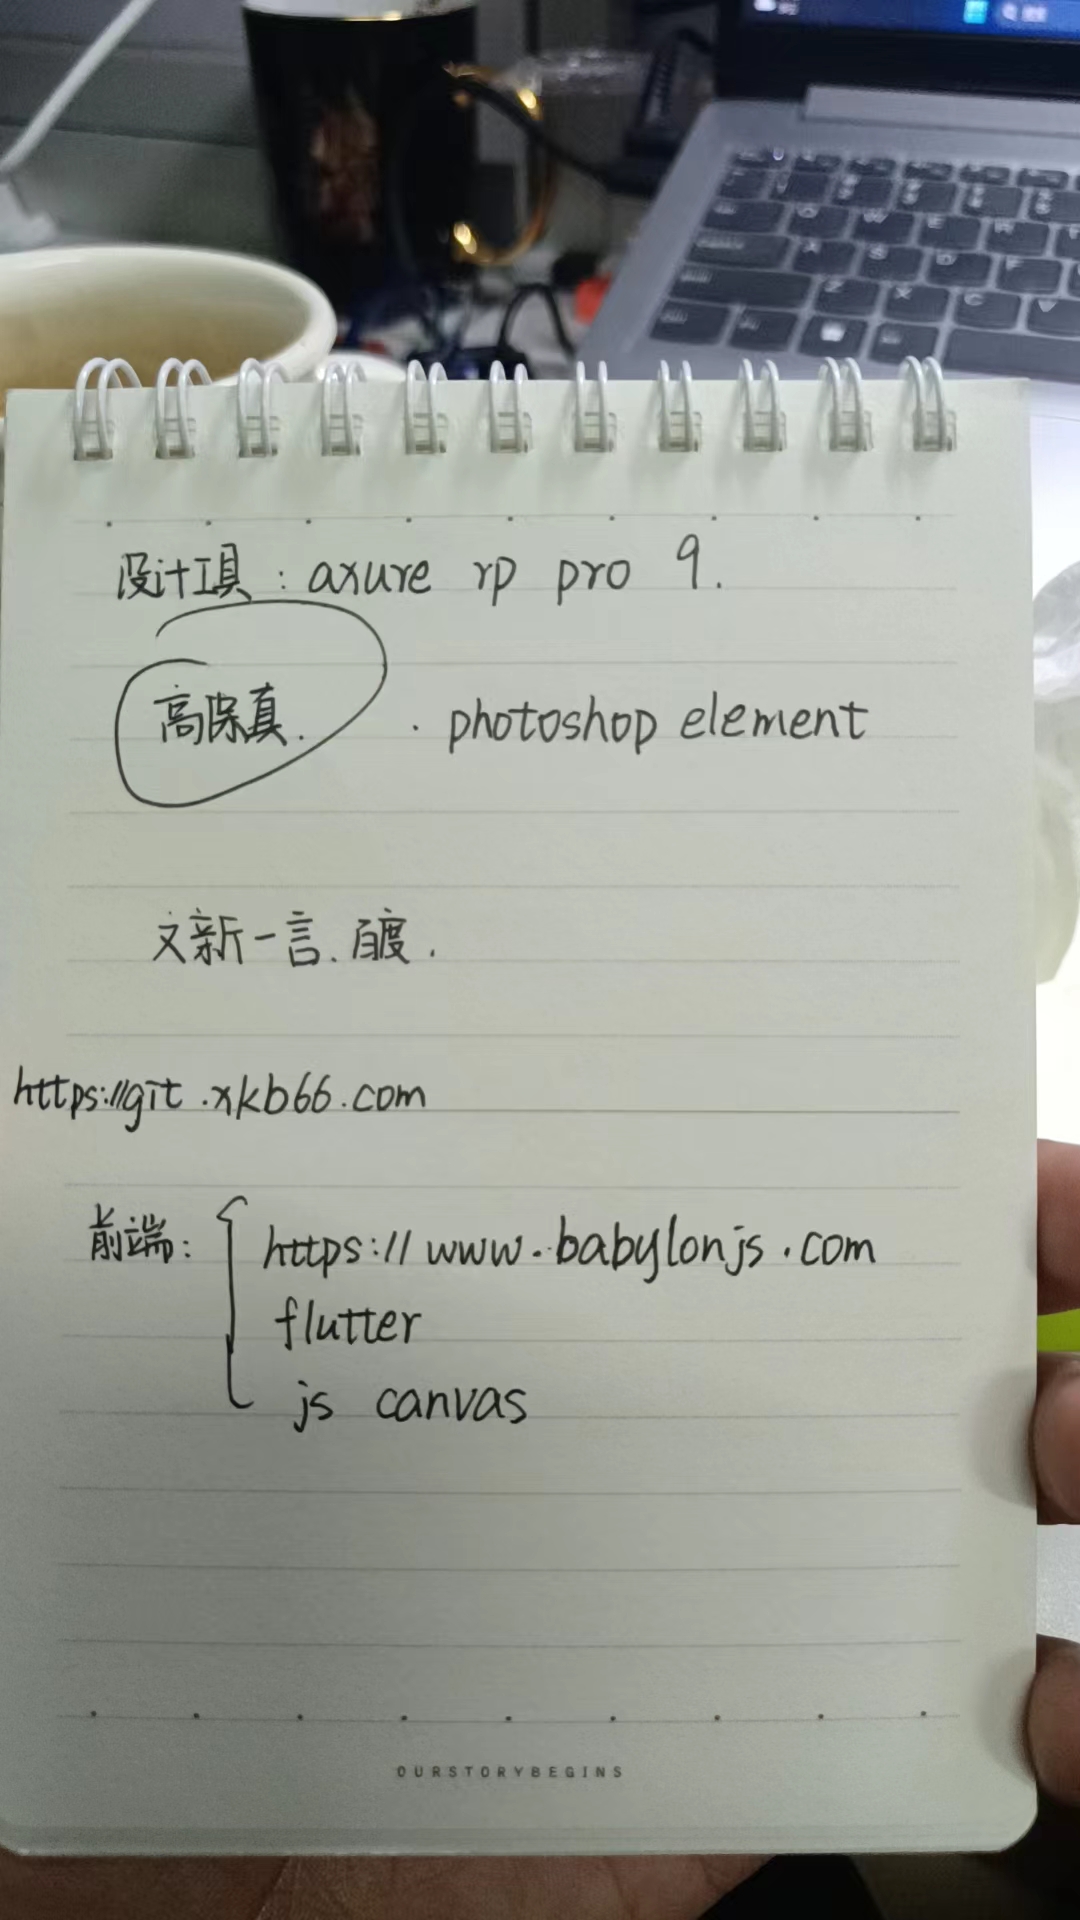 设计工具：axure rp pro 9.
高保真. . photoshop element
文新一言. 百度.
https://git.xkb66.com
前端：
https://www.babylonjs.com
flutter
js canvas
OURSTORYBEGINS